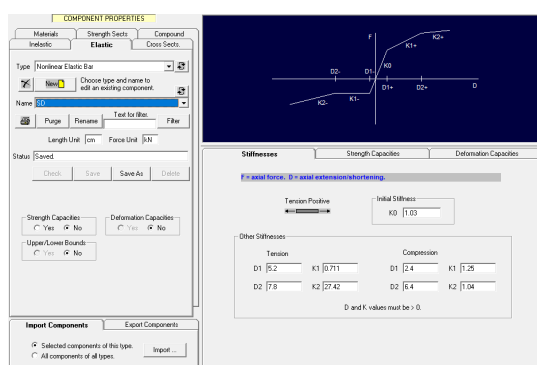 COMPONENT PROPERTIES
Materials Strength Sects Compound
Inelastic Elastic Cross Sects.
Type Nonlinear Elastic Bar
New Choose type and name to
edit an existing component.
Name SD
Purge Rename Text for filter. Filter
Length Unit cm Force Unit kN
Status Saved.
Check Save Save As Delete
Strength Capacities Deformation Capacities
Yes No Yes No
Upper/Lower Bounds
Yes No
Import Components Export Components
Selected components of this type.
All components of all types.
Import ...
F
K2+
K1+
K0
D2- D1-
D1+ D2+ D
K2- K1-
Stiffnesses Strength Capacities Deformation Capacities
F = axial force. D = axial extension/shortening.
Tension Positive
Initial Stiffness
K0 1.03
Other Stiffnesses
Tension Compression
D1 5.2 K1 0.711 D1 2.4 K1 1.25
D2 7.8 K2 27.42 D2 6.4 K2 1.04
D and K values must be > 0.